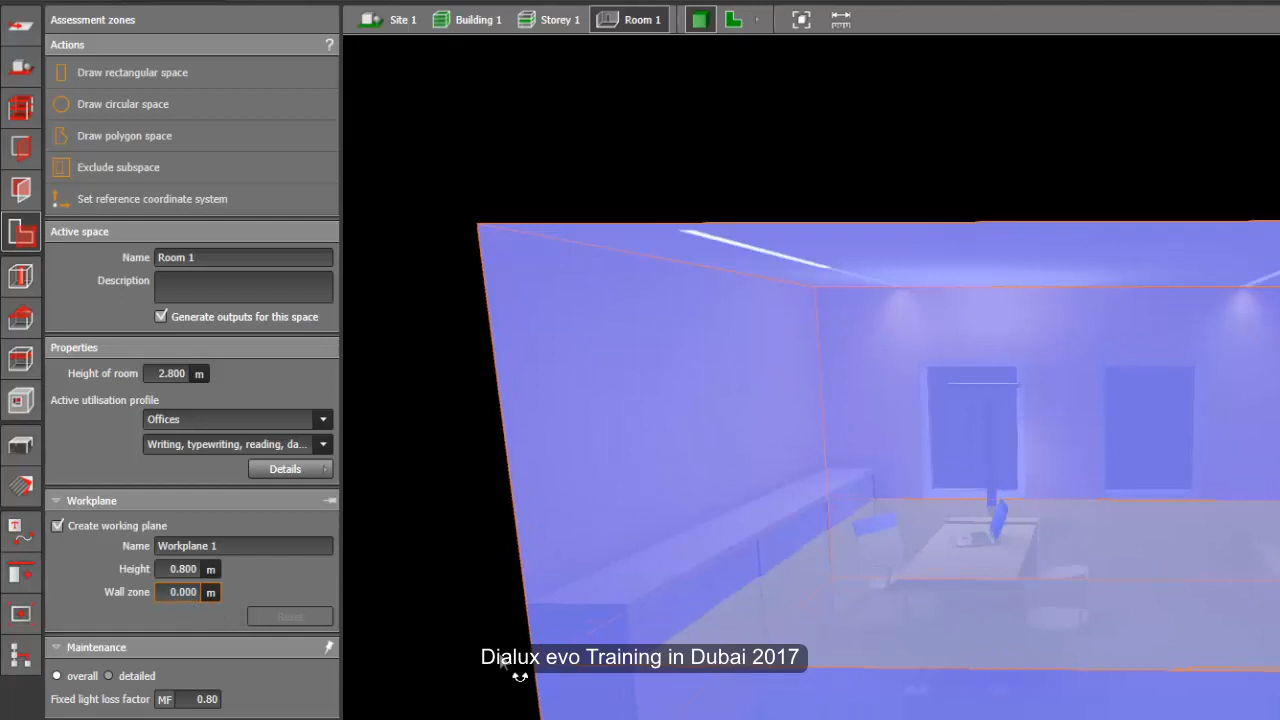 Assessment zones
Site 1
Building 1
Storey 1
Room 1
Actions
?
Draw rectangular space
Draw circular space
Draw polygon space
Exclude subspace
Set reference coordinate system
Active space
Name Room 1
Description
Generate outputs for this space
Properties
Height of room 2.800 m
Active utilisation profile
Offices
Writing, typewriting, reading, da...
Details
Workplane
Create working plane
Name Workplane 1
Height 0.800 m
Wall zone 0.000 m
Maintenance
overall detailed
Fixed light loss factor MF 0.80
Dialux evo Training in Dubai 2017